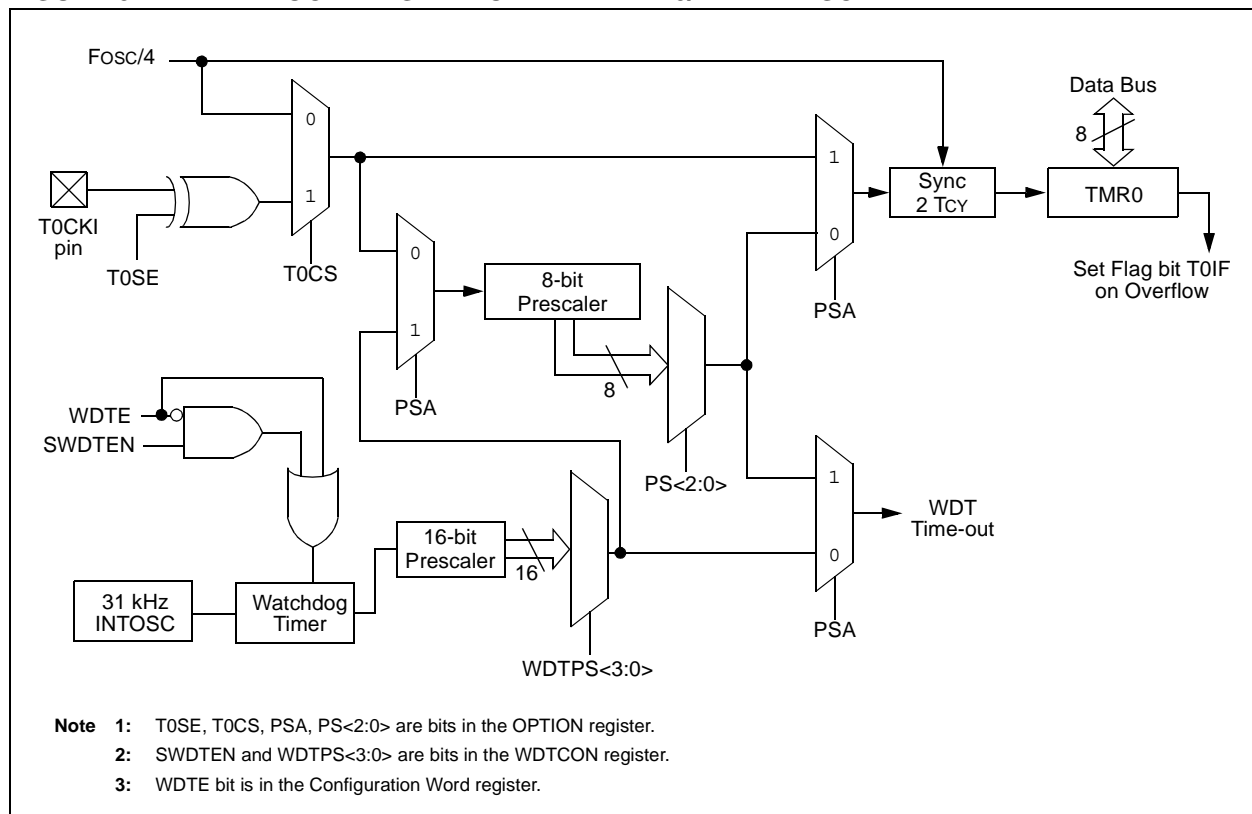 FOSC/4
Data Bus
8
0
1
1
0
T0CKI
pin
T0SE
T0CS
Sync
2 TCY
TMR0
Set Flag bit T0IF
on Overflow
PSA
0
1
PSA
8-bit
Prescaler
8
PS<2:0>
WDTE
SWDTEN
1
0
WDT
Time-out
PSA
16-bit
Prescaler
16
31 kHz
INTOSC
Watchdog
Timer
WDTPS<3:0>
Note 1: T0SE, T0CS, PSA, PS<2:0> are bits in the OPTION register.
2: SWDTEN and WDTPS<3:0> are bits in the WDTCON register.
3: WDTE bit is in the Configuration Word register.